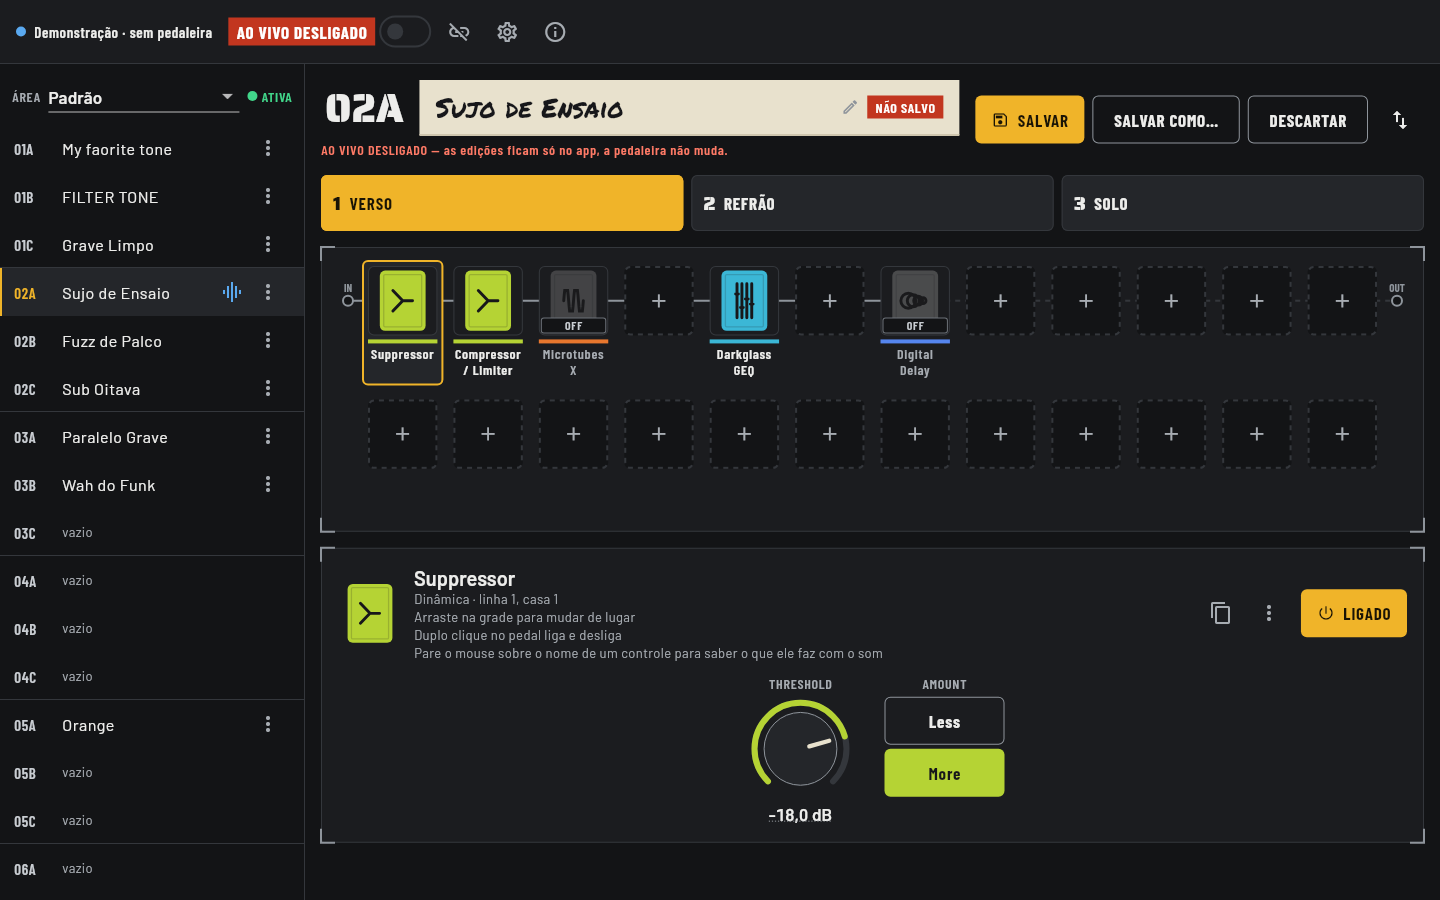 Demonstração · sem pedaleira
AO VIVO DESLIGADO
ÁREA Padrão ATIVA
01A My faorite tone
01B FILTER TONE
01C Grave Limpo
02A Sujo de Ensaio
02B Fuzz de Palco
02C Sub Oitava
03A Paralelo Grave
03B Wah do Funk
03C vazio
04A vazio
04B vazio
04C vazio
05A Orange
05B vazio
05C vazio
06A vazio
02A Sujo de Ensaio NÃO SALVO
SALVAR SALVAR COMO... DESCARTAR
AO VIVO DESLIGADO — as edições ficam só no app, a pedaleira não muda.
1 VERSO 2 REFRÃO 3 SOLO
IN OUT
OFF OFF
Suppressor Compressor / Limiter Microtubes X Darkglass GEQ Digital Delay
Suppressor
Dinâmica · linha 1, casa 1
Arraste na grade para mudar de lugar
Duplo clique no pedal liga e desliga
Pare o mouse sobre o nome de um controle para saber o que ele faz com o som
LIGADO
THRESHOLD AMOUNT
Less
More
−18,0 dB